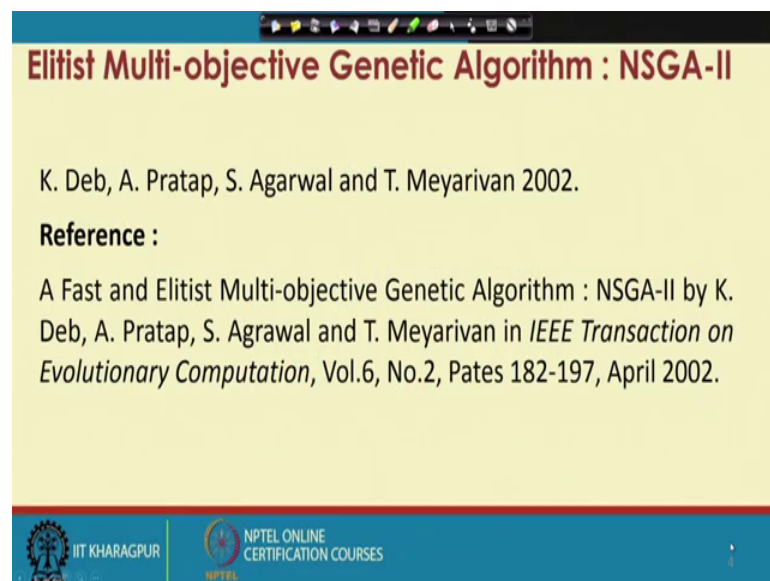 Elitist Multi-objective Genetic Algorithm : NSGA-II
K. Deb, A. Pratap, S. Agarwal and T. Meyarivan 2002.
Reference :
A Fast and Elitist Multi-objective Genetic Algorithm : NSGA-II by K.
Deb, A. Pratap, S. Agrawal and T. Meyarivan in IEEE Transaction on
Evolutionary Computation, Vol.6, No.2, Pates 182-197, April 2002.
IIT KHARAGPUR
NPTEL ONLINE
CERTIFICATION COURSES
NPTEL
4